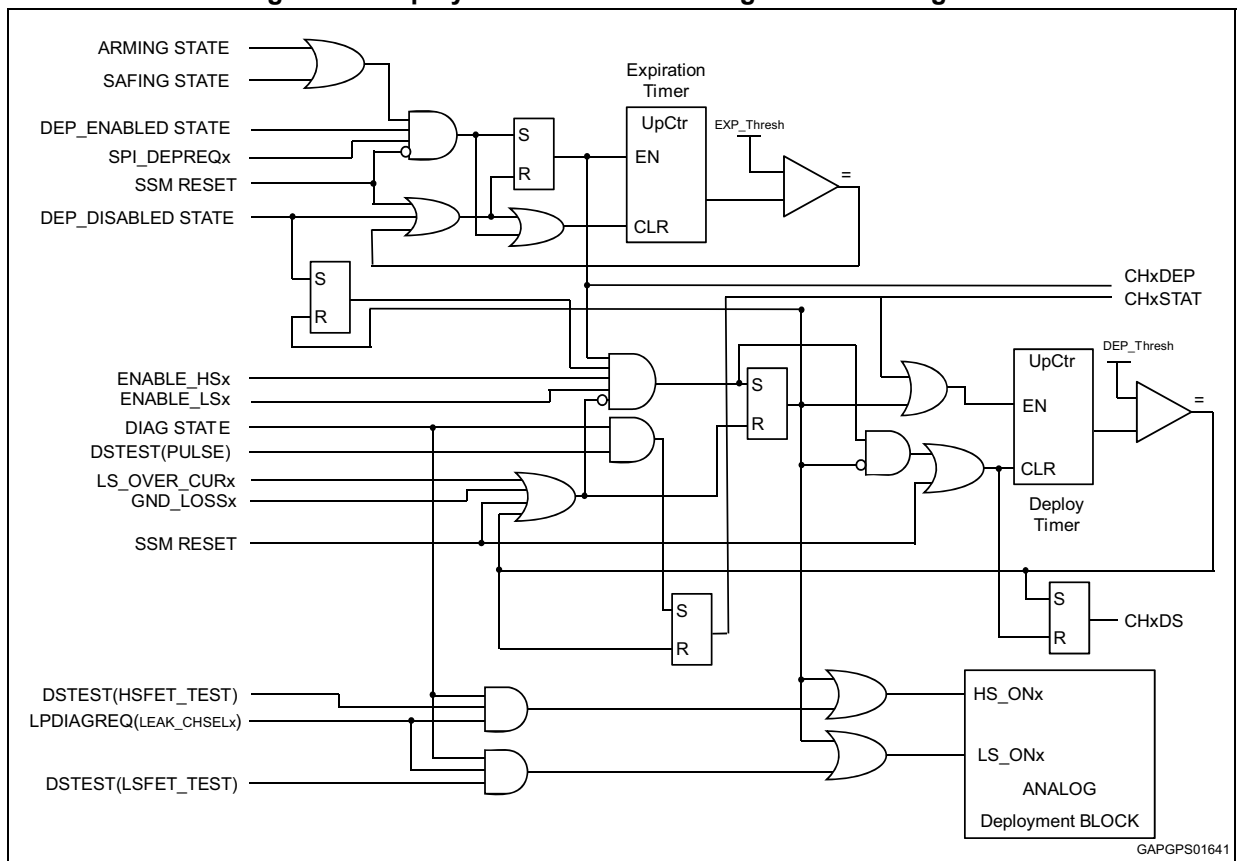 ARMING STATE
SAFING STATE
DEP_ENABLED STATE
SPI_DEPREQx
SSM RESET
DEP_DISABLED STATE
S
R
Expiration
Timer
UpCtr
EN
CLR
EXP_Thresh
=
S
R
CHxDEP
CHxSTAT
ENABLE_HSx
ENABLE_LSx
DIAG STATE
DSTEST(PULSE)
LS_OVER_CURx
GND_LOSSx
SSM RESET
S
R
UpCtr
EN
CLR
Deploy
Timer
DEP_Thresh
=
S
R
S
R
CHxDS
DSTEST(HSFET_TEST)
LPDIAGREQ(LEAK_CHSELx)
DSTEST(LSFET_TEST)
HS_ONx
LS_ONx
ANALOG
Deployment BLOCK
GAPGPS01641